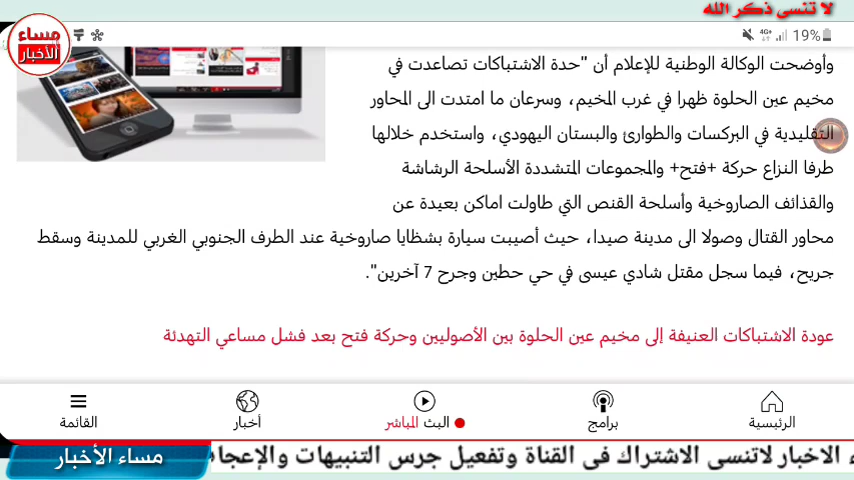 لا تنسى ذكر الله
مساء
الأخبار
4G+
19%
وأوضحت الوكالة الوطنية للإعلام أن "حدة الاشتباكات تصاعدت في
مخيم عين الحلوة ظهرا في غرب المخيم، وسرعان ما امتدت الى المحاور
التقليدية في البركسات والطوارئ والبستان اليهودي، واستخدم خلالها
طرفا النزاع حركة +فتح+ والمجموعات المتشددة الأسلحة الرشاشة
والقذائف الصاروخية وأسلحة القنص التي طاولت اماكن بعيدة عن
محاور القتال وصولا الى مدينة صيدا، حيث أصيبت سيارة بشظايا صاروخية عند الطرف الجنوبي الغربي للمدينة وسقط
جريح، فيما سجل مقتل شادي عيسى في حي حطين وجرح 7 آخرين".
عودة الاشتباكات العنيفة إلى مخيم عين الحلوة بين الأصوليين وحركة فتح بعد فشل مساعي التهدئة
الرئيسية
برامج
البث المباشر
أخبار
القائمة
ء الاخبار لاتنسى الاشتراك فى القناة وتفعيل جرس التنبيهات والإعجا
مساء الأخبار